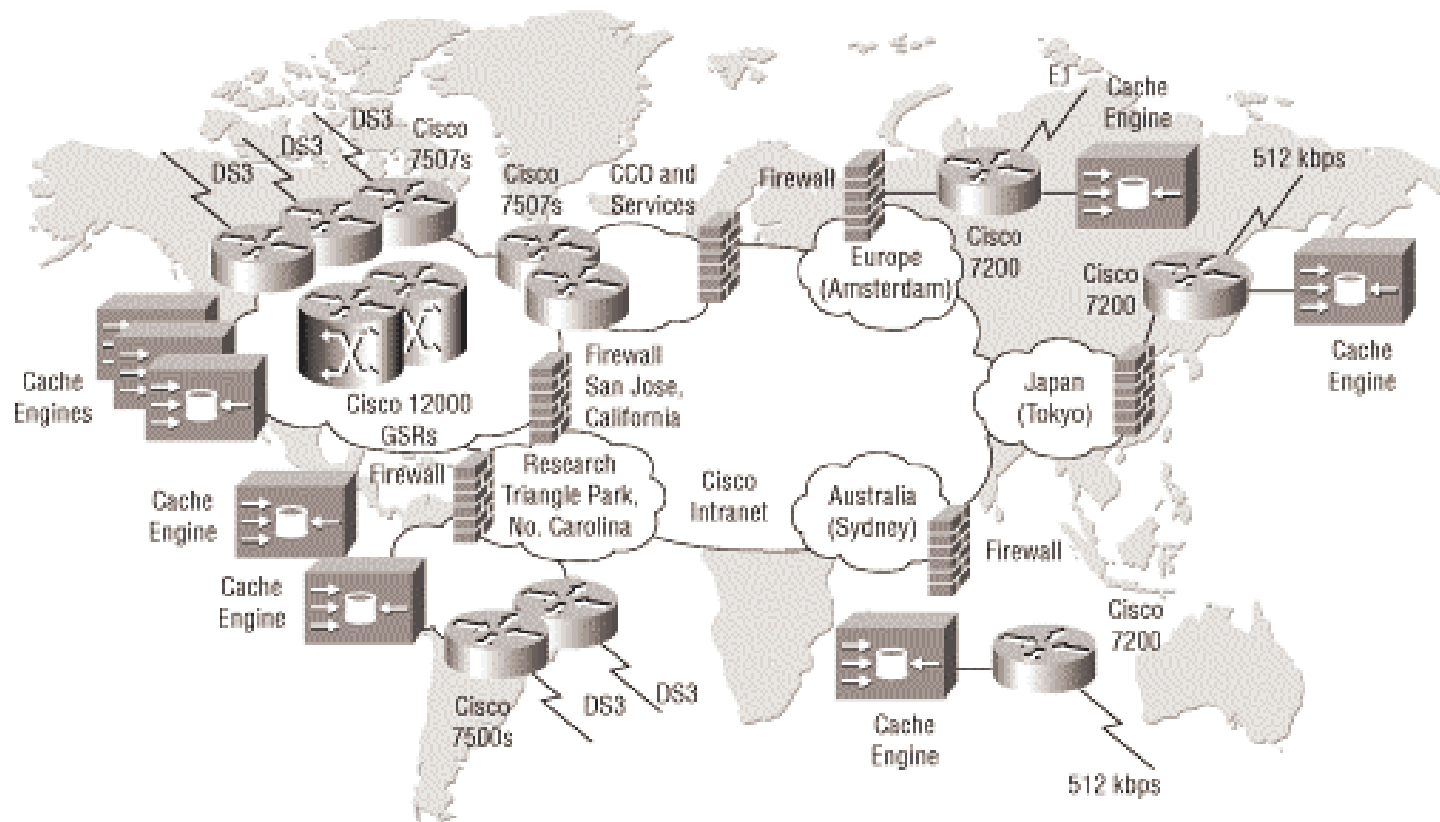 DS3
DS3
DS3
Cisco
7507s
Cisco
7507s
CCO and
Services
Firewall
E1
Cache
Engine
512 kbps
Cisco
7200
Europe
(Amsterdam)
Cisco
7200
Cache
Engine
Cache
Engines
Cisco 12000
GSRs
Firewall
San Jose,
California
Japan
(Tokyo)
Cache
Engine
Firewall
Research
Triangle Park,
No. Carolina
Cisco
Intranet
Australia
(Sydney)
Firewall
Cache
Engine
Cisco
7500s
DS3
DS3
Cisco
7200
Cache
Engine
512 kbps